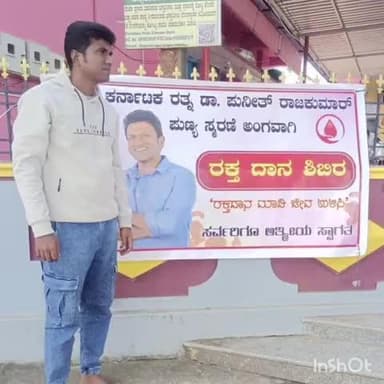 ಕರ್ನಾಟಕ ರತ್ನ ಡಾ. ಪುನೀತ್ ರಾಜಕುಮಾರ್
ಪುಣ್ಯ ಸ್ಮರಣೆ ಅಂಗವಾಗಿ
ರಕ್ತ ದಾನ ಶಿಬಿರ
'ರಕ್ತದಾನ ಮಾಡಿ ಜೀವ ಉಳಿಸಿ'
ಸರ್ವರಿಗೂ ಆತ್ಮೀಯ ಸ್ವಾಗತ
InShOt